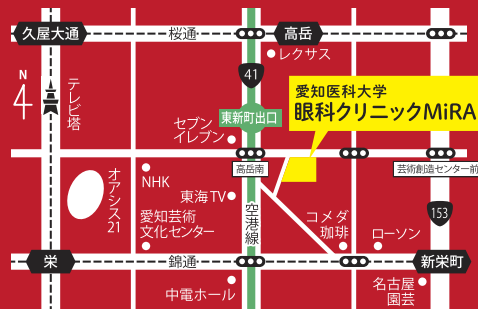 久屋大通
桜通
高岳
レクサス
N
テレビ塔
41
愛知医科大学
眼科クリニックMiRA
東新町出口
セブン
イレブン
高岳南
芸術創造センター前
NHK
オアシス21
東海TV
空港線
愛知芸術
文化センター
コメダ
珈琲
153
ローソン
栄
錦通
新栄町
中電ホール
名古屋
園芸